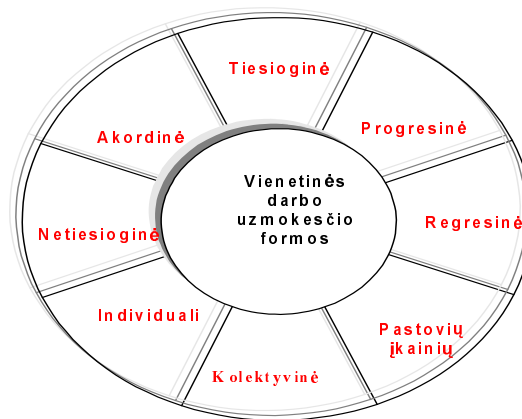 Tiesioginė
Progresinė
Akordinė
Vienetinės
darbo
uzmokesčio
formos
Regresinė
Netiesioginė
Individuali
Pastovių
įkainių
Kolektyvinė